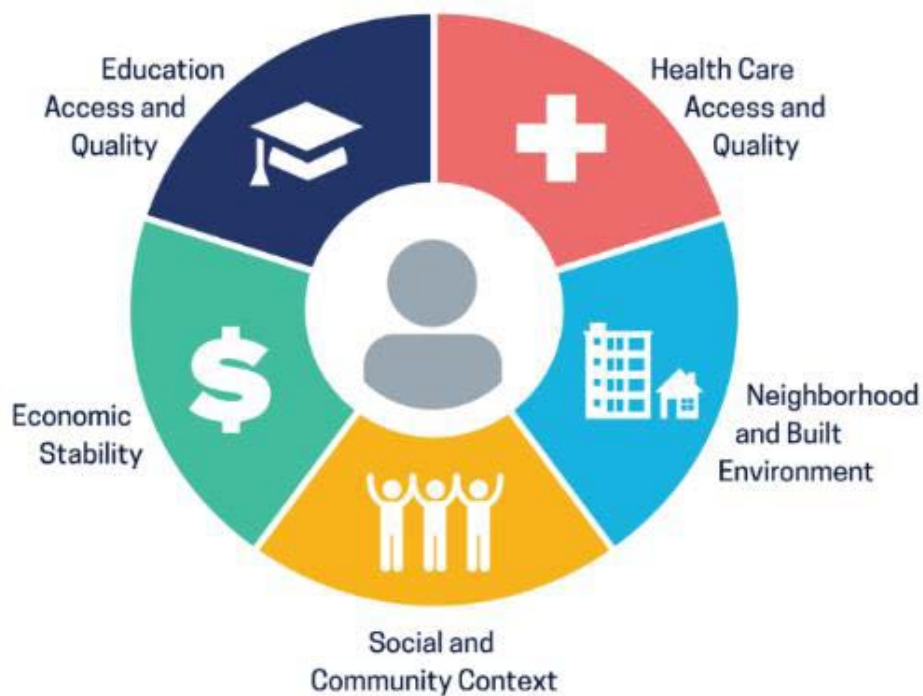 Education
Access and
Quality
Health Care
Access and
Quality
Economic
Stability
Neighborhood
and Built
Environment
Social and
Community Context